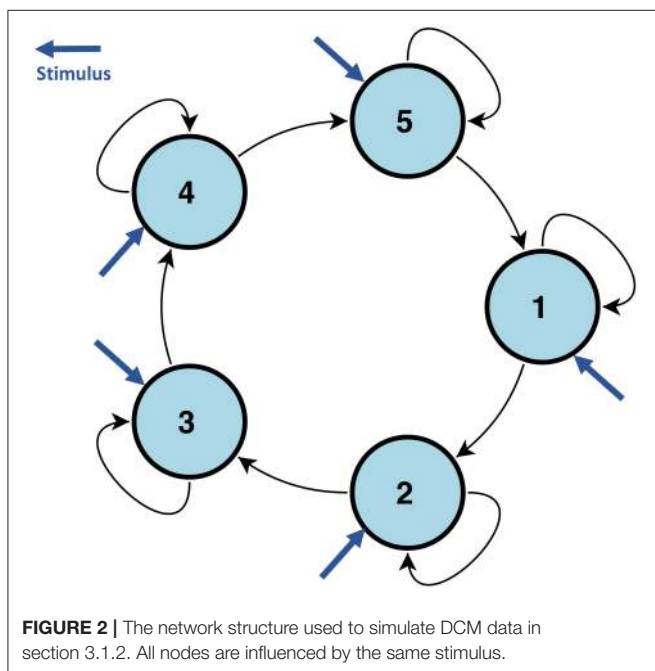 Stimulus
5
4
1
3
2
FIGURE 2 | The network structure used to simulate DCM data in
section 3.1.2. All nodes are influenced by the same stimulus.